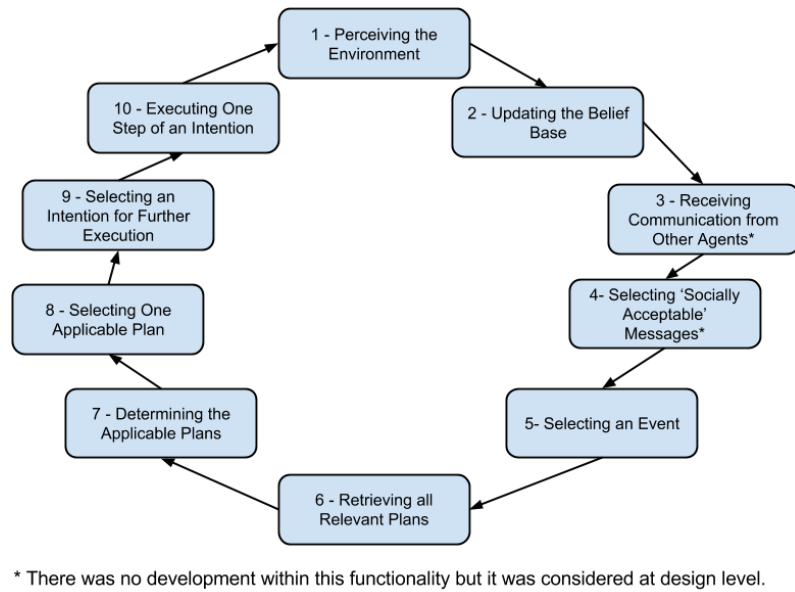 1 - Perceiving the
Environment
2 - Updating the Belief
Base
3 - Receiving
Communication from
Other Agents*
4- Selecting ‘Socially
Acceptable’
Messages*
5- Selecting an Event
6 - Retrieving all
Relevant Plans
7 - Determining the
Applicable Plans
8 - Selecting One
Applicable Plan
9 - Selecting an
Intention for Further
Execution
10 - Executing One
Step of an Intention
* There was no development within this functionality but it was considered at design level.